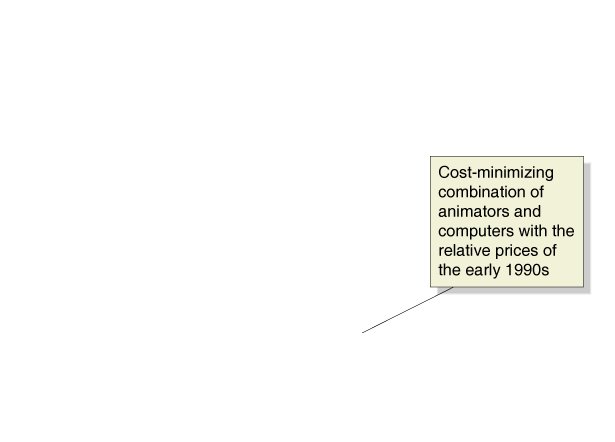 Cost-minimizing
combination of
animators and
computers with the
relative prices of
the early 1990s